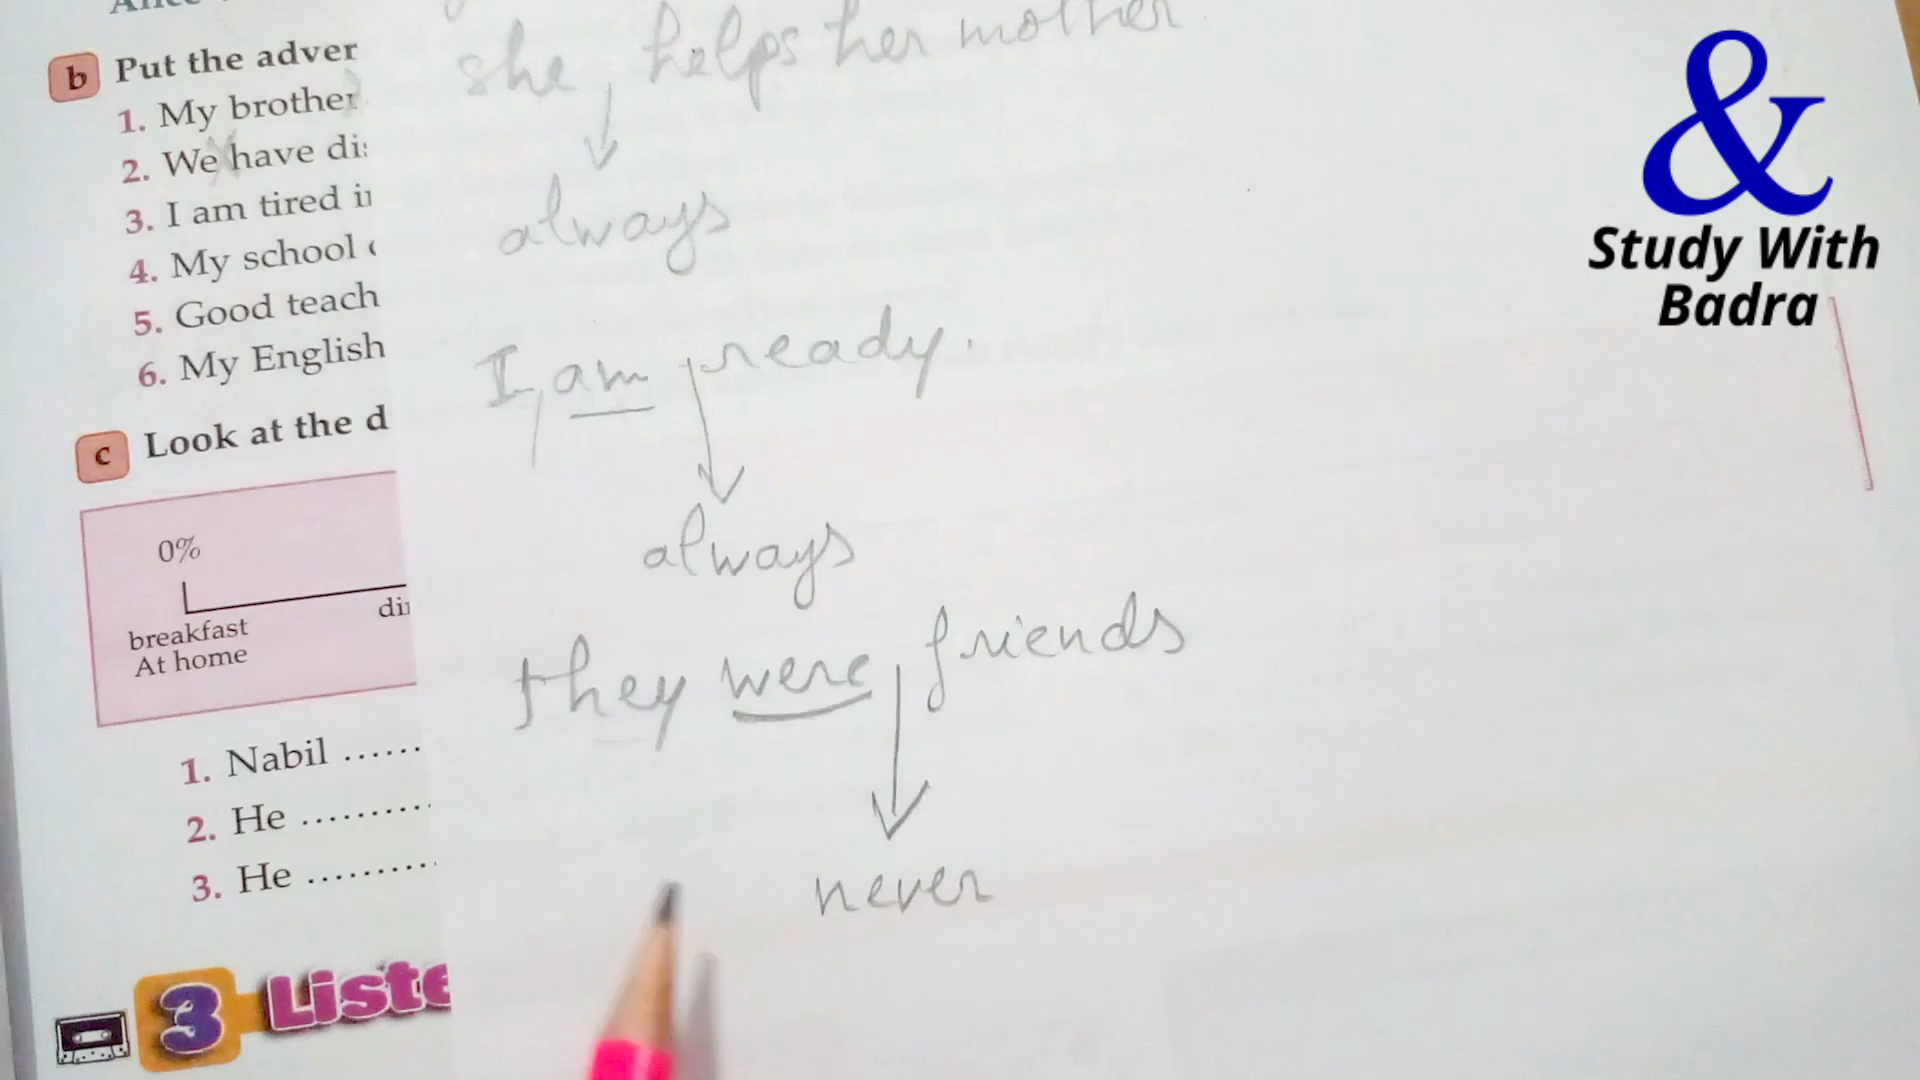 she, helps her mother
b Put the adver
1. My brother
2. We have di
3. I am tired i
always
4. My school
5. Good teach
6. My English
I, am ready.
c Look at the d
always
0%
breakfast
At home
di
they were, friends
1. Nabil ......
2. He .........
3. He .........
never
3 Liste
&
Study With
Badra